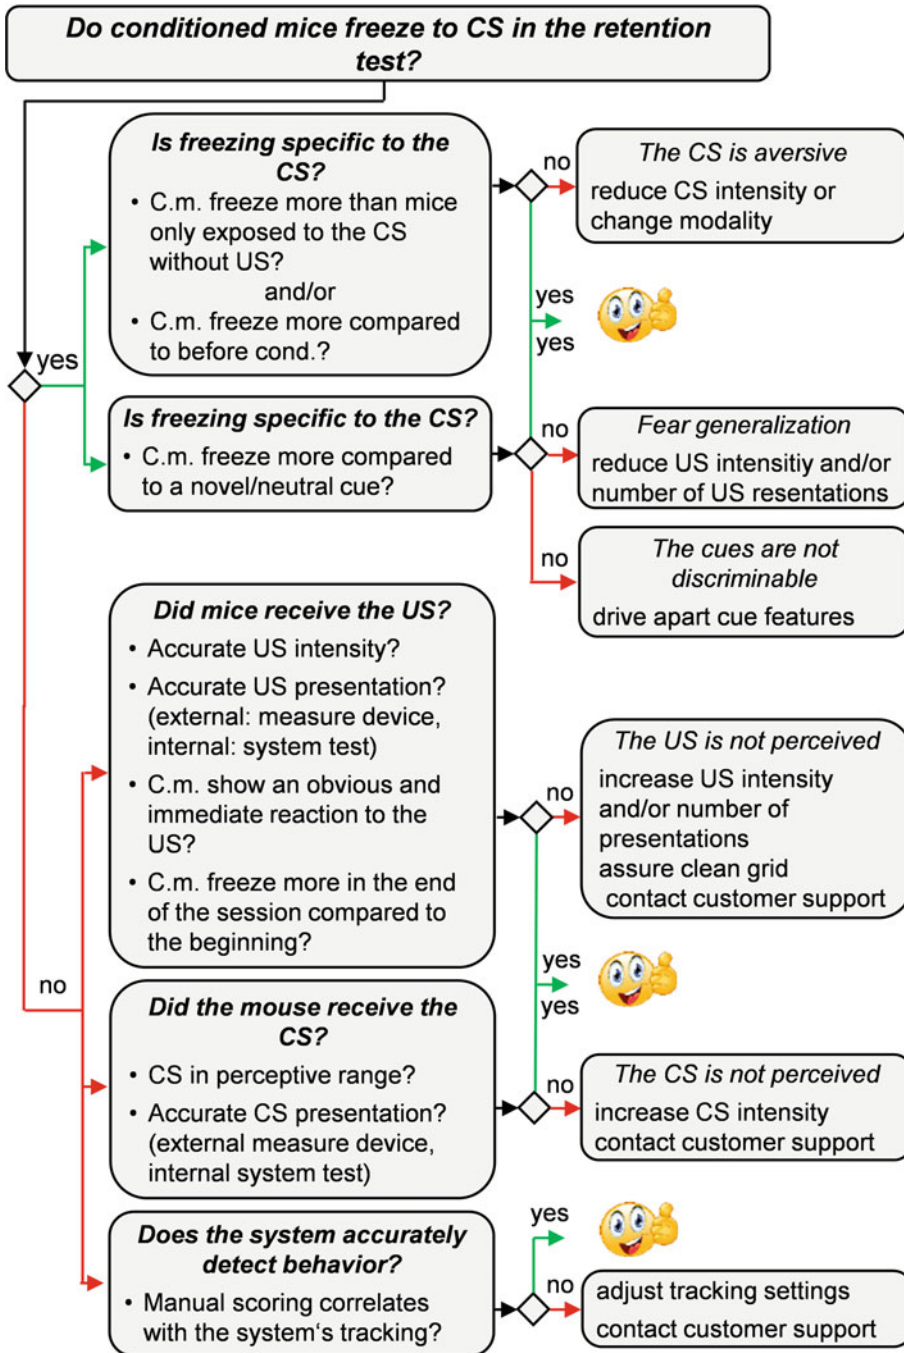 Do conditioned mice freeze to CS in the retention
test?
Is freezing specific to the
CS?
• C.m. freeze more than mice
only exposed to the CS
without US?
and/or
• C.m. freeze more compared
to before cond.?
no
The CS is aversive
reduce CS intensity or
change modality
yes
yes
yes
Is freezing specific to the CS?
• C.m. freeze more compared
to a novel/neutral cue?
no
Fear generalization
reduce US intensitiy and/or
number of US resentations
no
The cues are not
discriminable
drive apart cue features
Did mice receive the US?
• Accurate US intensity?
• Accurate US presentation?
(external: measure device,
internal: system test)
• C.m. show an obvious and
immediate reaction to the
US?
• C.m. freeze more in the end
of the session compared to
the beginning?
no
The US is not perceived
increase US intensity
and/or number of
presentations
assure clean grid
contact customer support
no
yes
yes
Did the mouse receive the
CS?
• CS in perceptive range?
• Accurate CS presentation?
(external measure device,
internal system test)
no
The CS is not perceived
increase CS intensity
contact customer support
Does the system accurately
detect behavior?
• Manual scoring correlates
with the system's tracking?
yes
no
adjust tracking settings
contact customer support